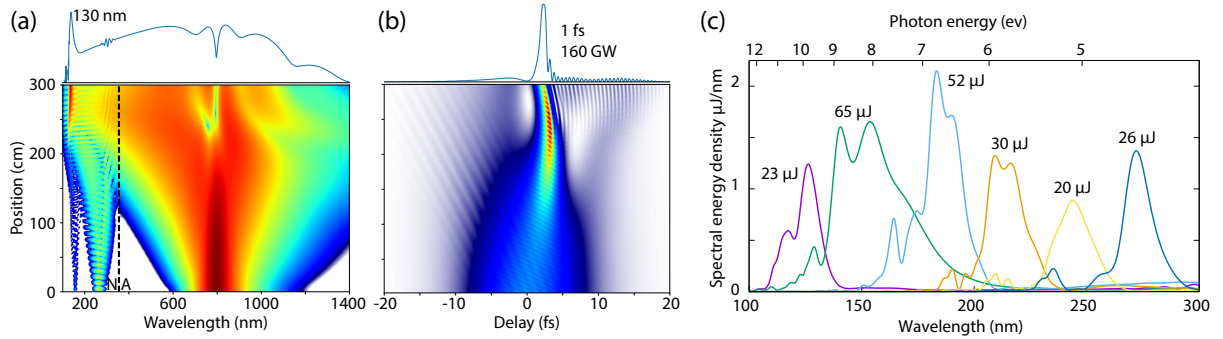 (a)
130 nm
Position (cm)
300
200
100
0
N A
200
600
1000
1400
Wavelength (nm)
(b)
1 fs
160 GW
-20
-10
0
10
20
Delay (fs)
(c)
Photon energy (ev)
12
10
9
8
7
6
5
Spectral energy density μJ/nm
2
1
0
23 μJ
65 μJ
52 μJ
30 μJ
20 μJ
26 μJ
100
150
200
250
300
Wavelength (nm)